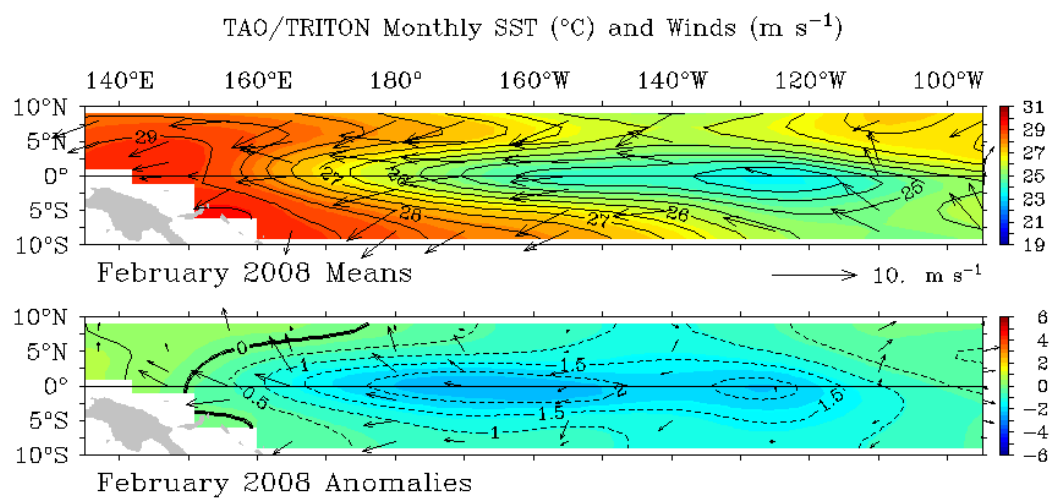 TAO/TRITON Monthly SST (°C) and Winds (m s⁻¹)
140°E 160°E 180° 160°W 140°W 120°W 100°W
10°N
5°N
0°
5°S
10°S
29
27
26
28
27
26
25
31
29
27
25
23
21
19
February 2008 Means
10. m s⁻¹
10°N
5°N
0°
5°S
10°S
0
1
0.5
1.5
2
1.5
1.5
1
6
4
2
0
-2
-4
-6
February 2008 Anomalies